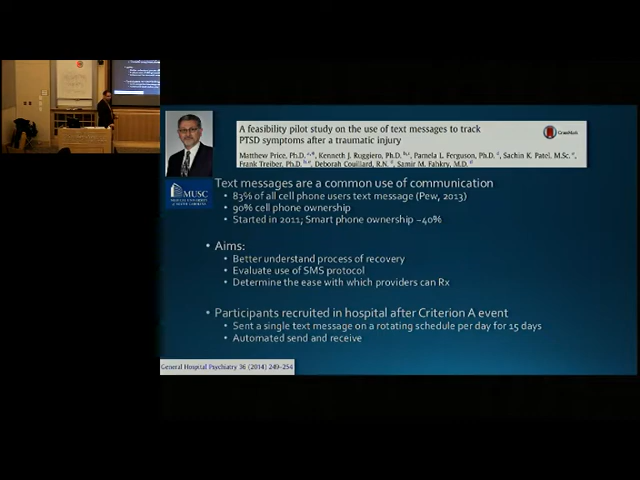 A feasibility pilot study on the use of text messages to track
PTSD symptoms after a traumatic injury
CrossMark
Matthew Price, Ph.D. Kenneth J. Ruggiero, Ph.D. Pamela L. Ferguson, Ph.D. Sachin K. Patel, M.Sc.
Frank Treiber, Ph.D. Deborah Couillard, R.N. Samir M. Fahkry, M.D.
MUSC
Text messages are a common use of communication
• 83% of all cell phone users text message (Pew, 2013)
• 90% cell phone ownership
• Started in 2011; Smart phone ownership ~40%
• Aims:
• Better understand process of recovery
• Evaluate use of SMS protocol
• Determine the ease with which providers can Rx
• Participants recruited in hospital after Criterion A event
• Sent a single text message on a rotating schedule per day for 15 days
• Automated send and receive
General Hospital Psychiatry 36 (2014) 249–254